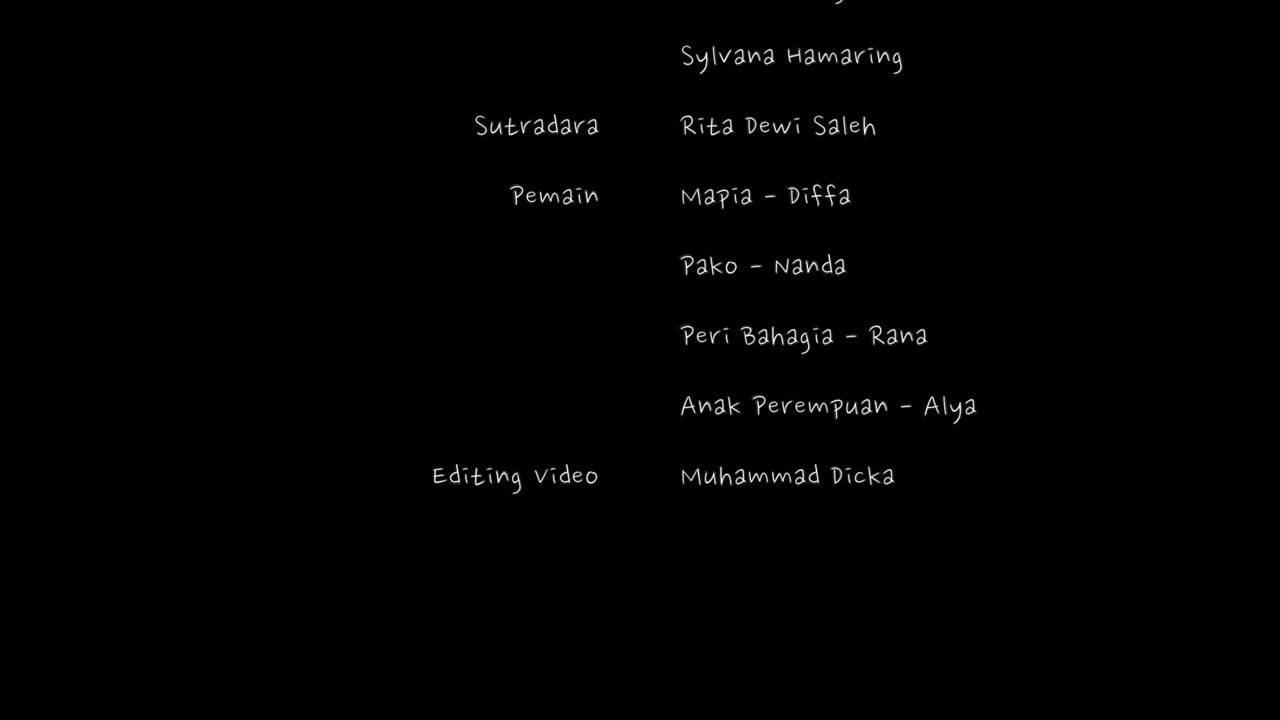 Sylvana Hamaring
Sutradara Rita Dewi Saleh
Pemain Mapia - Diffa
Pako - Nanda
Peri Bahagia - Rana
Anak Perempuan - Alya
Editing Video Muhammad Dicka